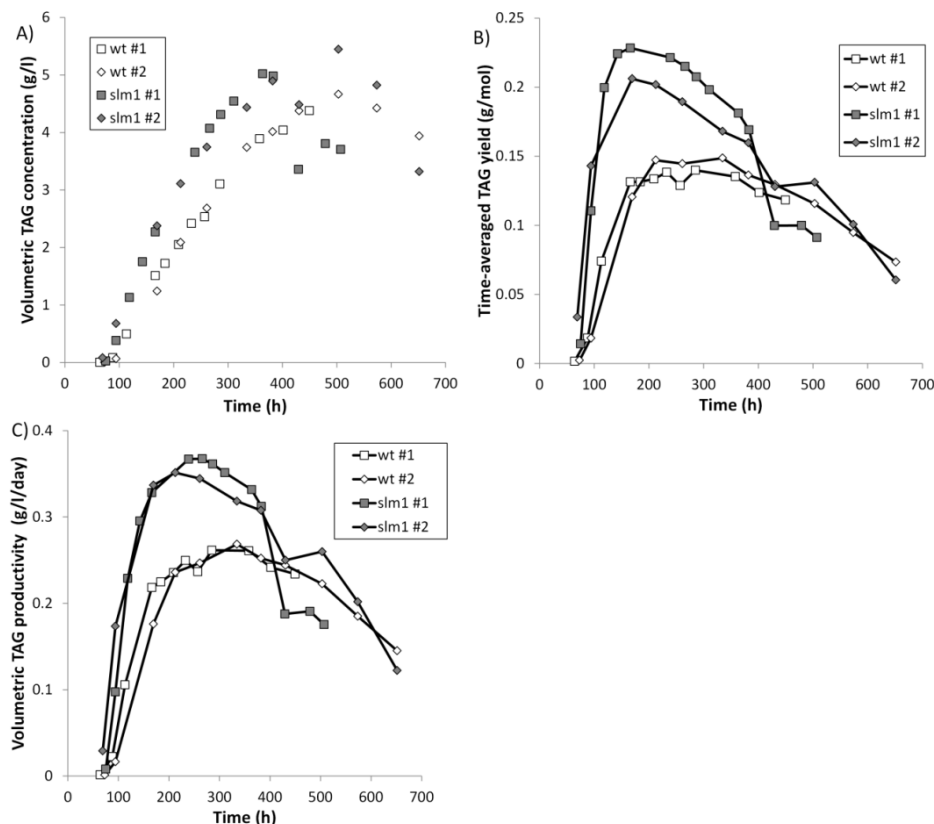 A)
Volumetric TAG concentration (g/l)
6
5
4
3
2
1
0
0 100 200 300 400 500 600 700
Time (h)
wt #1
wt #2
slm1 #1
slm1 #2
B)
Time-averaged TAG yield (g/mol)
0.25
0.2
0.15
0.1
0.05
0
0 100 200 300 400 500 600 700
Time (h)
wt #1
wt #2
slm1 #1
slm1 #2
C)
Volumetric TAG productivity (g/l/day)
0.4
0.3
0.2
0.1
0
0 100 200 300 400 500 600 700
Time (h)
wt #1
wt #2
slm1 #1
slm1 #2